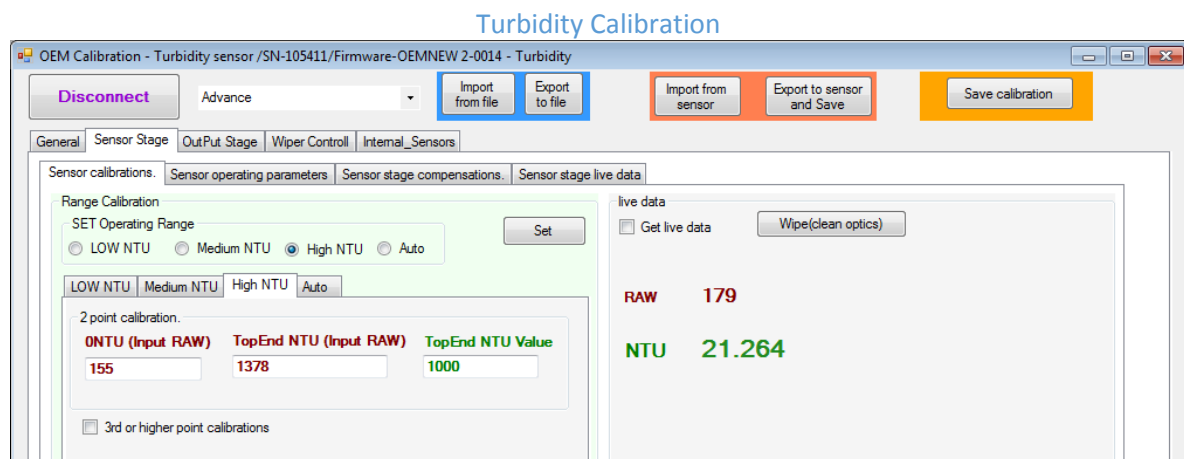 Turbidity Calibration
OEM Calibration - Turbidity sensor /SN-105411/Firmware-OEMNEW 2-0014 - Turbidity
Disconnect
Advance
Import from file
Export to file
Import from sensor
Export to sensor and Save
Save calibration
General Sensor Stage OutPut Stage Wiper Controll Internal_Sensors
Sensor calibrations. Sensor operating parameters Sensor stage compensations. Sensor stage live data
Range Calibration
SET Operating Range
LOW NTU Medium NTU High NTU Auto
Set
LOW NTU Medium NTU High NTU Auto
2 point calibration.
0NTU (Input RAW) TopEnd NTU (Input RAW) TopEnd NTU Value
155 1378 1000
3rd or higher point calibrations
live data
Get live data Wipe(clean optics)
RAW 179
NTU 21.264